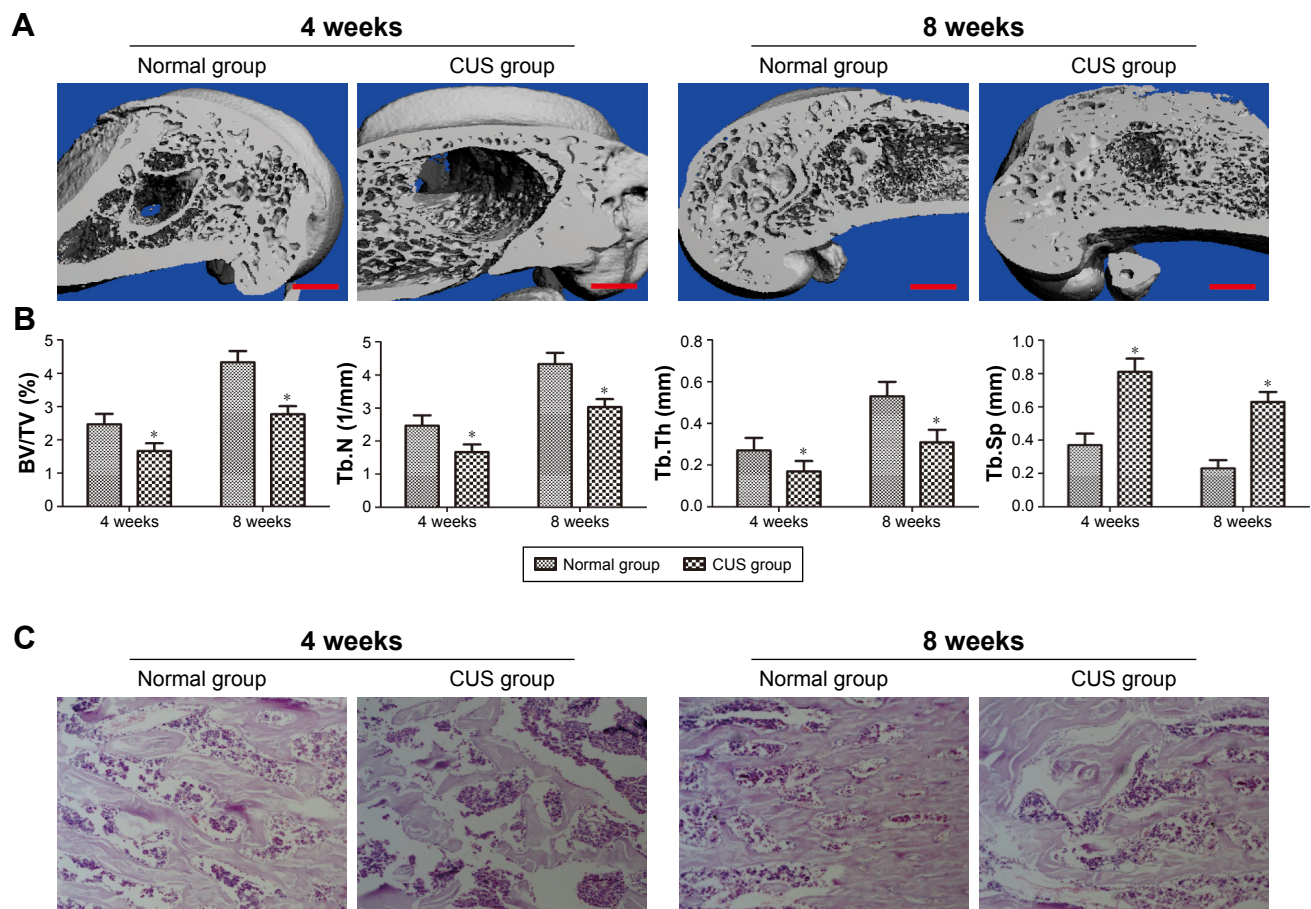 A
4 weeks
8 weeks
Normal group
CUS group
Normal group
CUS group
B
BV/TV (%)
5
4
3
2
1
0
*
*
4 weeks
8 weeks
Tb.N (1/mm)
5
4
3
2
1
0
*
*
4 weeks
8 weeks
Tb.Th (mm)
0.8
0.6
0.4
0.2
0.0
*
*
4 weeks
8 weeks
Tb.Sp (mm)
1.0
0.8
0.6
0.4
0.2
0.0
*
*
4 weeks
8 weeks
Normal group
CUS group
C
4 weeks
8 weeks
Normal group
CUS group
Normal group
CUS group